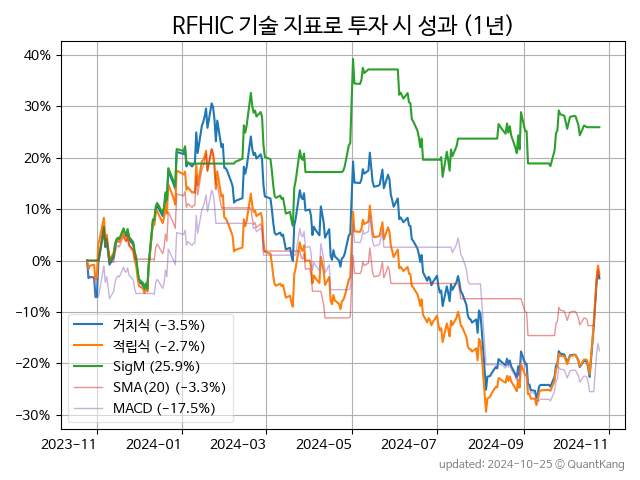 RFHIC 기술 지표로 투자 시 성과 (1년)
40%
30%
20%
10%
0%
−10%
−20%
−30%
거치식 (−3.5%)
적립식 (−2.7%)
SigM (25.9%)
SMA(20) (−3.3%)
MACD (−17.5%)
2023-11 2024-01 2024-03 2024-05 2024-07 2024-09 2024-11
updated: 2024-10-25 © QuantKang